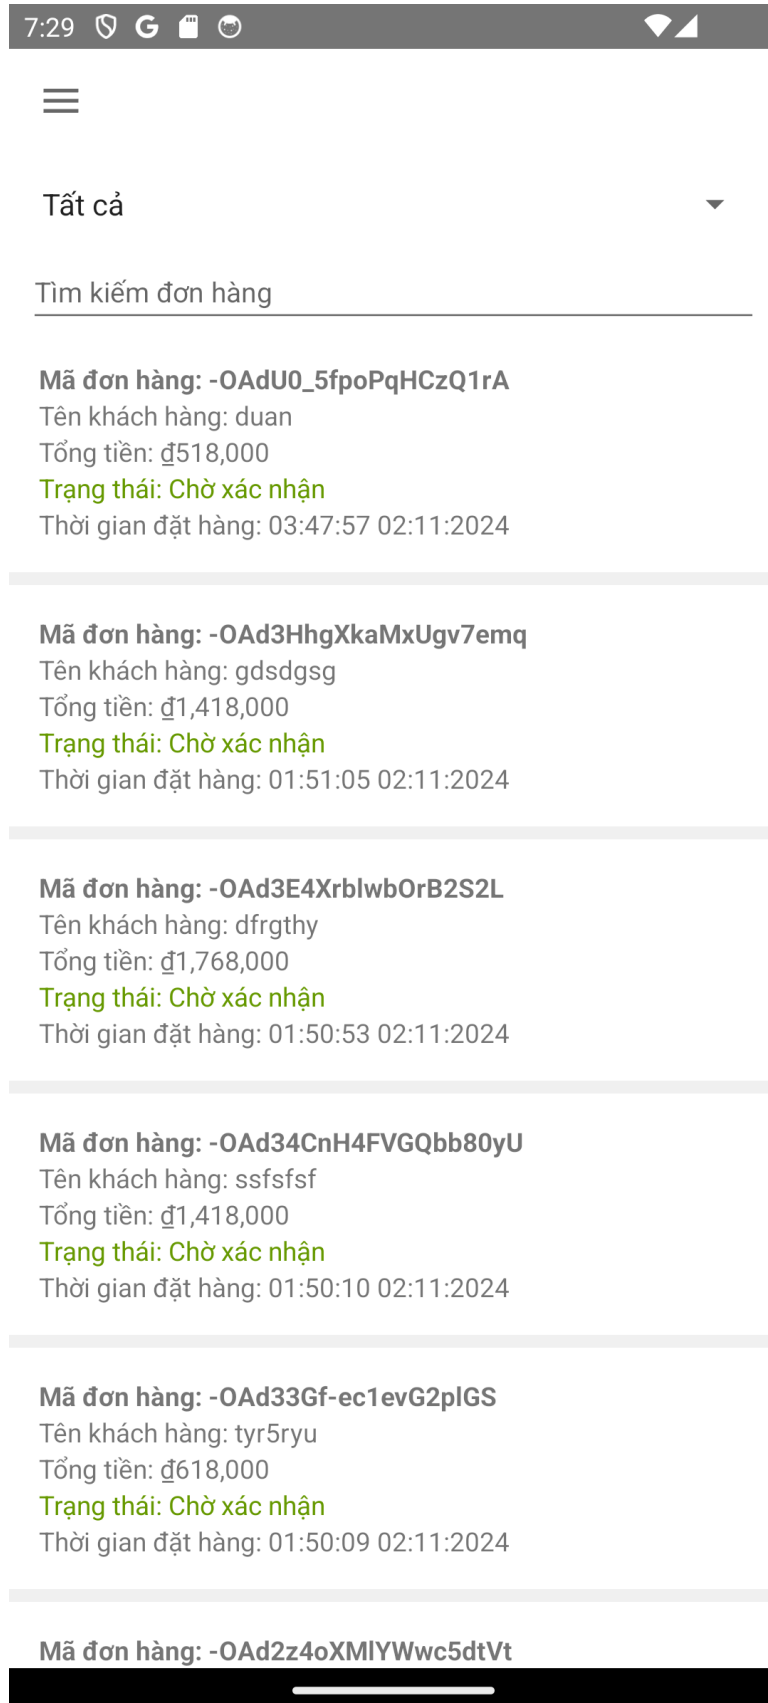 7:29
Tất cả
Tìm kiếm đơn hàng
Mã đơn hàng: -OAdU0_5fpoPqHCzQ1rA
Tên khách hàng: duan
Tổng tiền: ₫518,000
Trạng thái: Chờ xác nhận
Thời gian đặt hàng: 03:47:57 02:11:2024
Mã đơn hàng: -OAd3HhgXkaMxUgv7emq
Tên khách hàng: gdsdgsg
Tổng tiền: ₫1,418,000
Trạng thái: Chờ xác nhận
Thời gian đặt hàng: 01:51:05 02:11:2024
Mã đơn hàng: -OAd3E4XrblwbOrB2S2L
Tên khách hàng: dfrgthy
Tổng tiền: ₫1,768,000
Trạng thái: Chờ xác nhận
Thời gian đặt hàng: 01:50:53 02:11:2024
Mã đơn hàng: -OAd34CnH4FVGQbb80yU
Tên khách hàng: ssfsfsf
Tổng tiền: ₫1,418,000
Trạng thái: Chờ xác nhận
Thời gian đặt hàng: 01:50:10 02:11:2024
Mã đơn hàng: -OAd33Gf-ec1evG2plGS
Tên khách hàng: tyr5ryu
Tổng tiền: ₫618,000
Trạng thái: Chờ xác nhận
Thời gian đặt hàng: 01:50:09 02:11:2024
Mã đơn hàng: -OAd2z4oXMlYWwc5dtVt